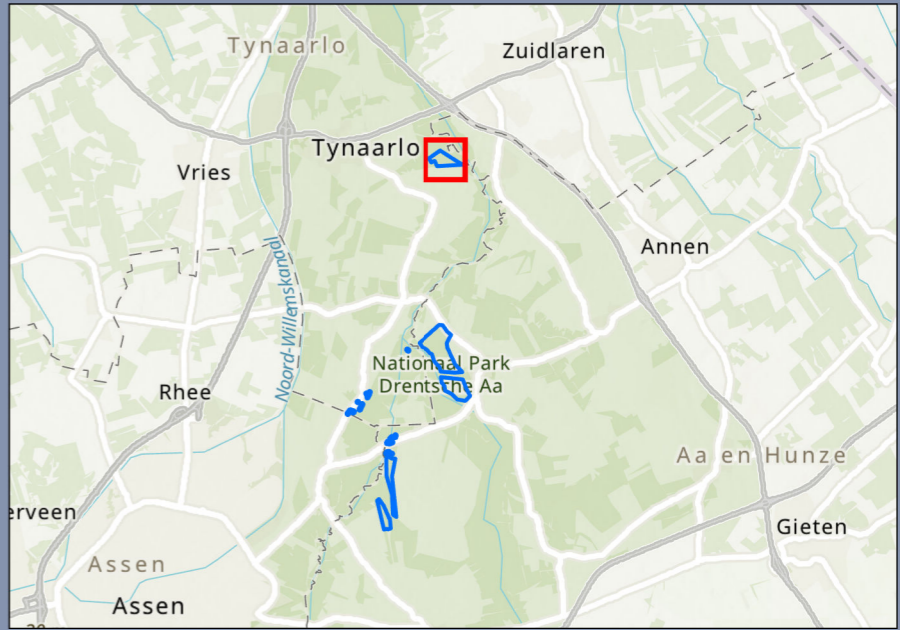 Tynaarlo
Zuidlaren
Tynaarlo
Vries
Annen
Noord-Willemskanaal
Nationaal Park
Drentsche Aa
Rhee
Aa en Hunze
erveen
Gieten
Assen
Assen